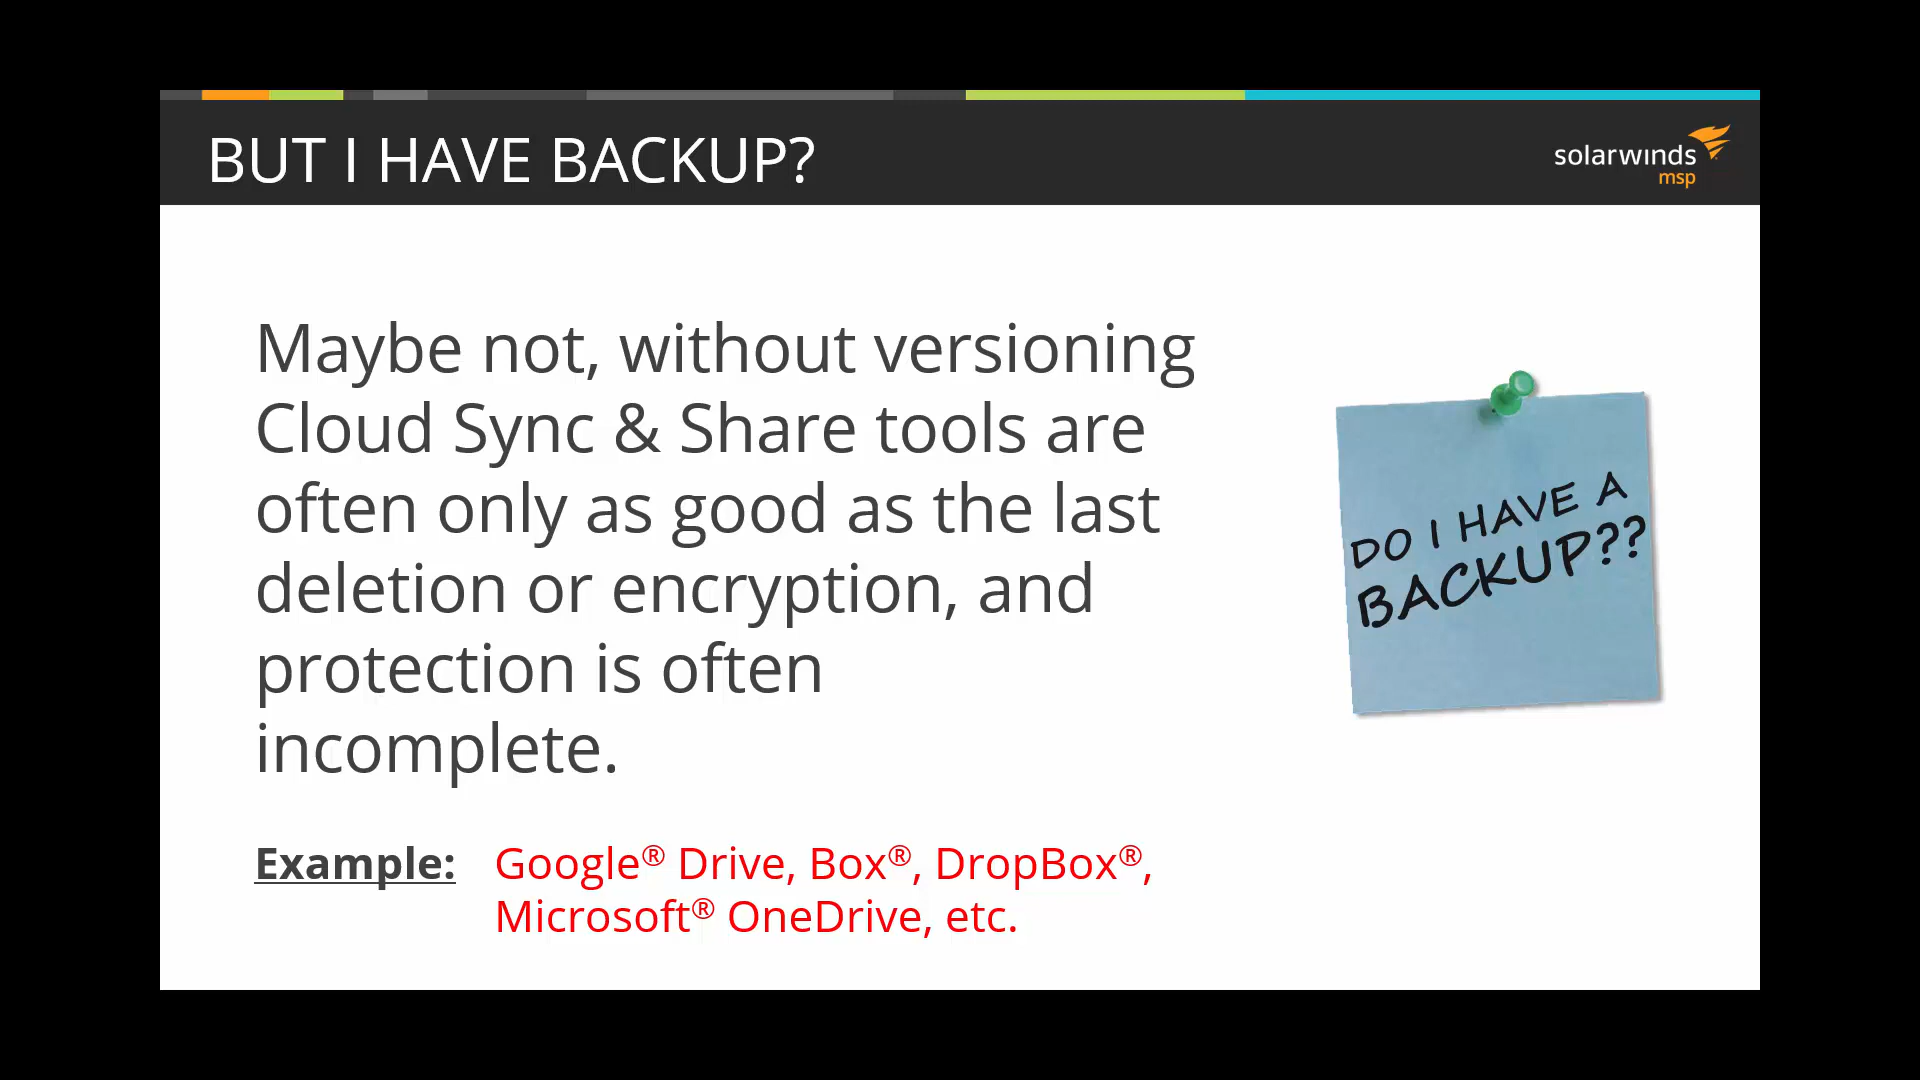 BUT I HAVE BACKUP?
solarwinds
msp
Maybe not, without versioning
Cloud Sync & Share tools are
often only as good as the last
deletion or encryption, and
protection is often
incomplete.
DO I HAVE A
BACKUP??
Example: Google® Drive, Box®, DropBox®,
Microsoft® OneDrive, etc.